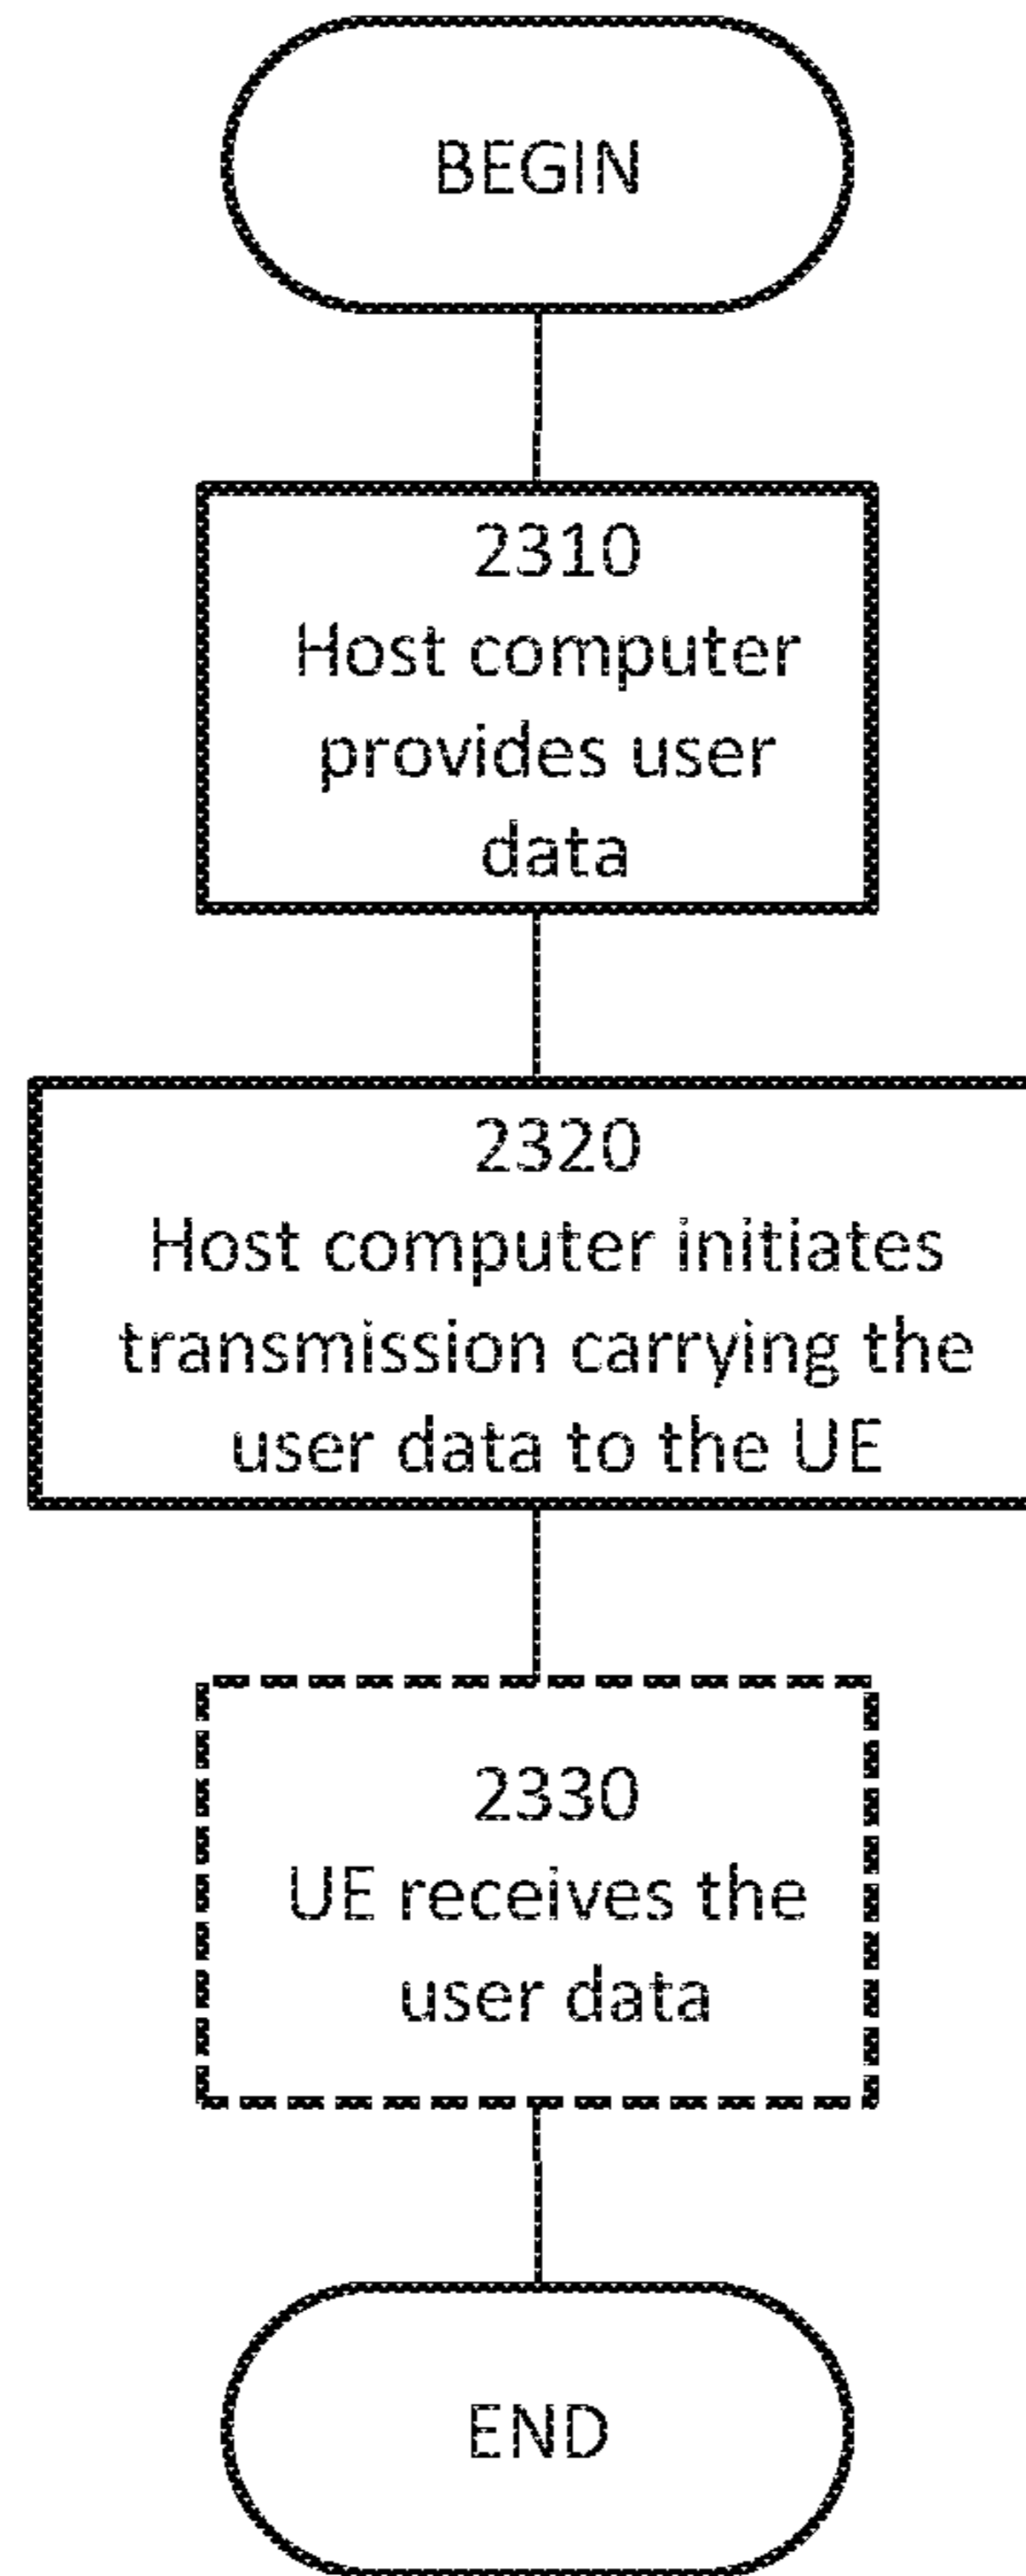 BEGIN
2310
Host computer
provides user
data
2320
Host computer initiates
transmission carrying the
user data to the UE
2330
UE receives the
user data
END